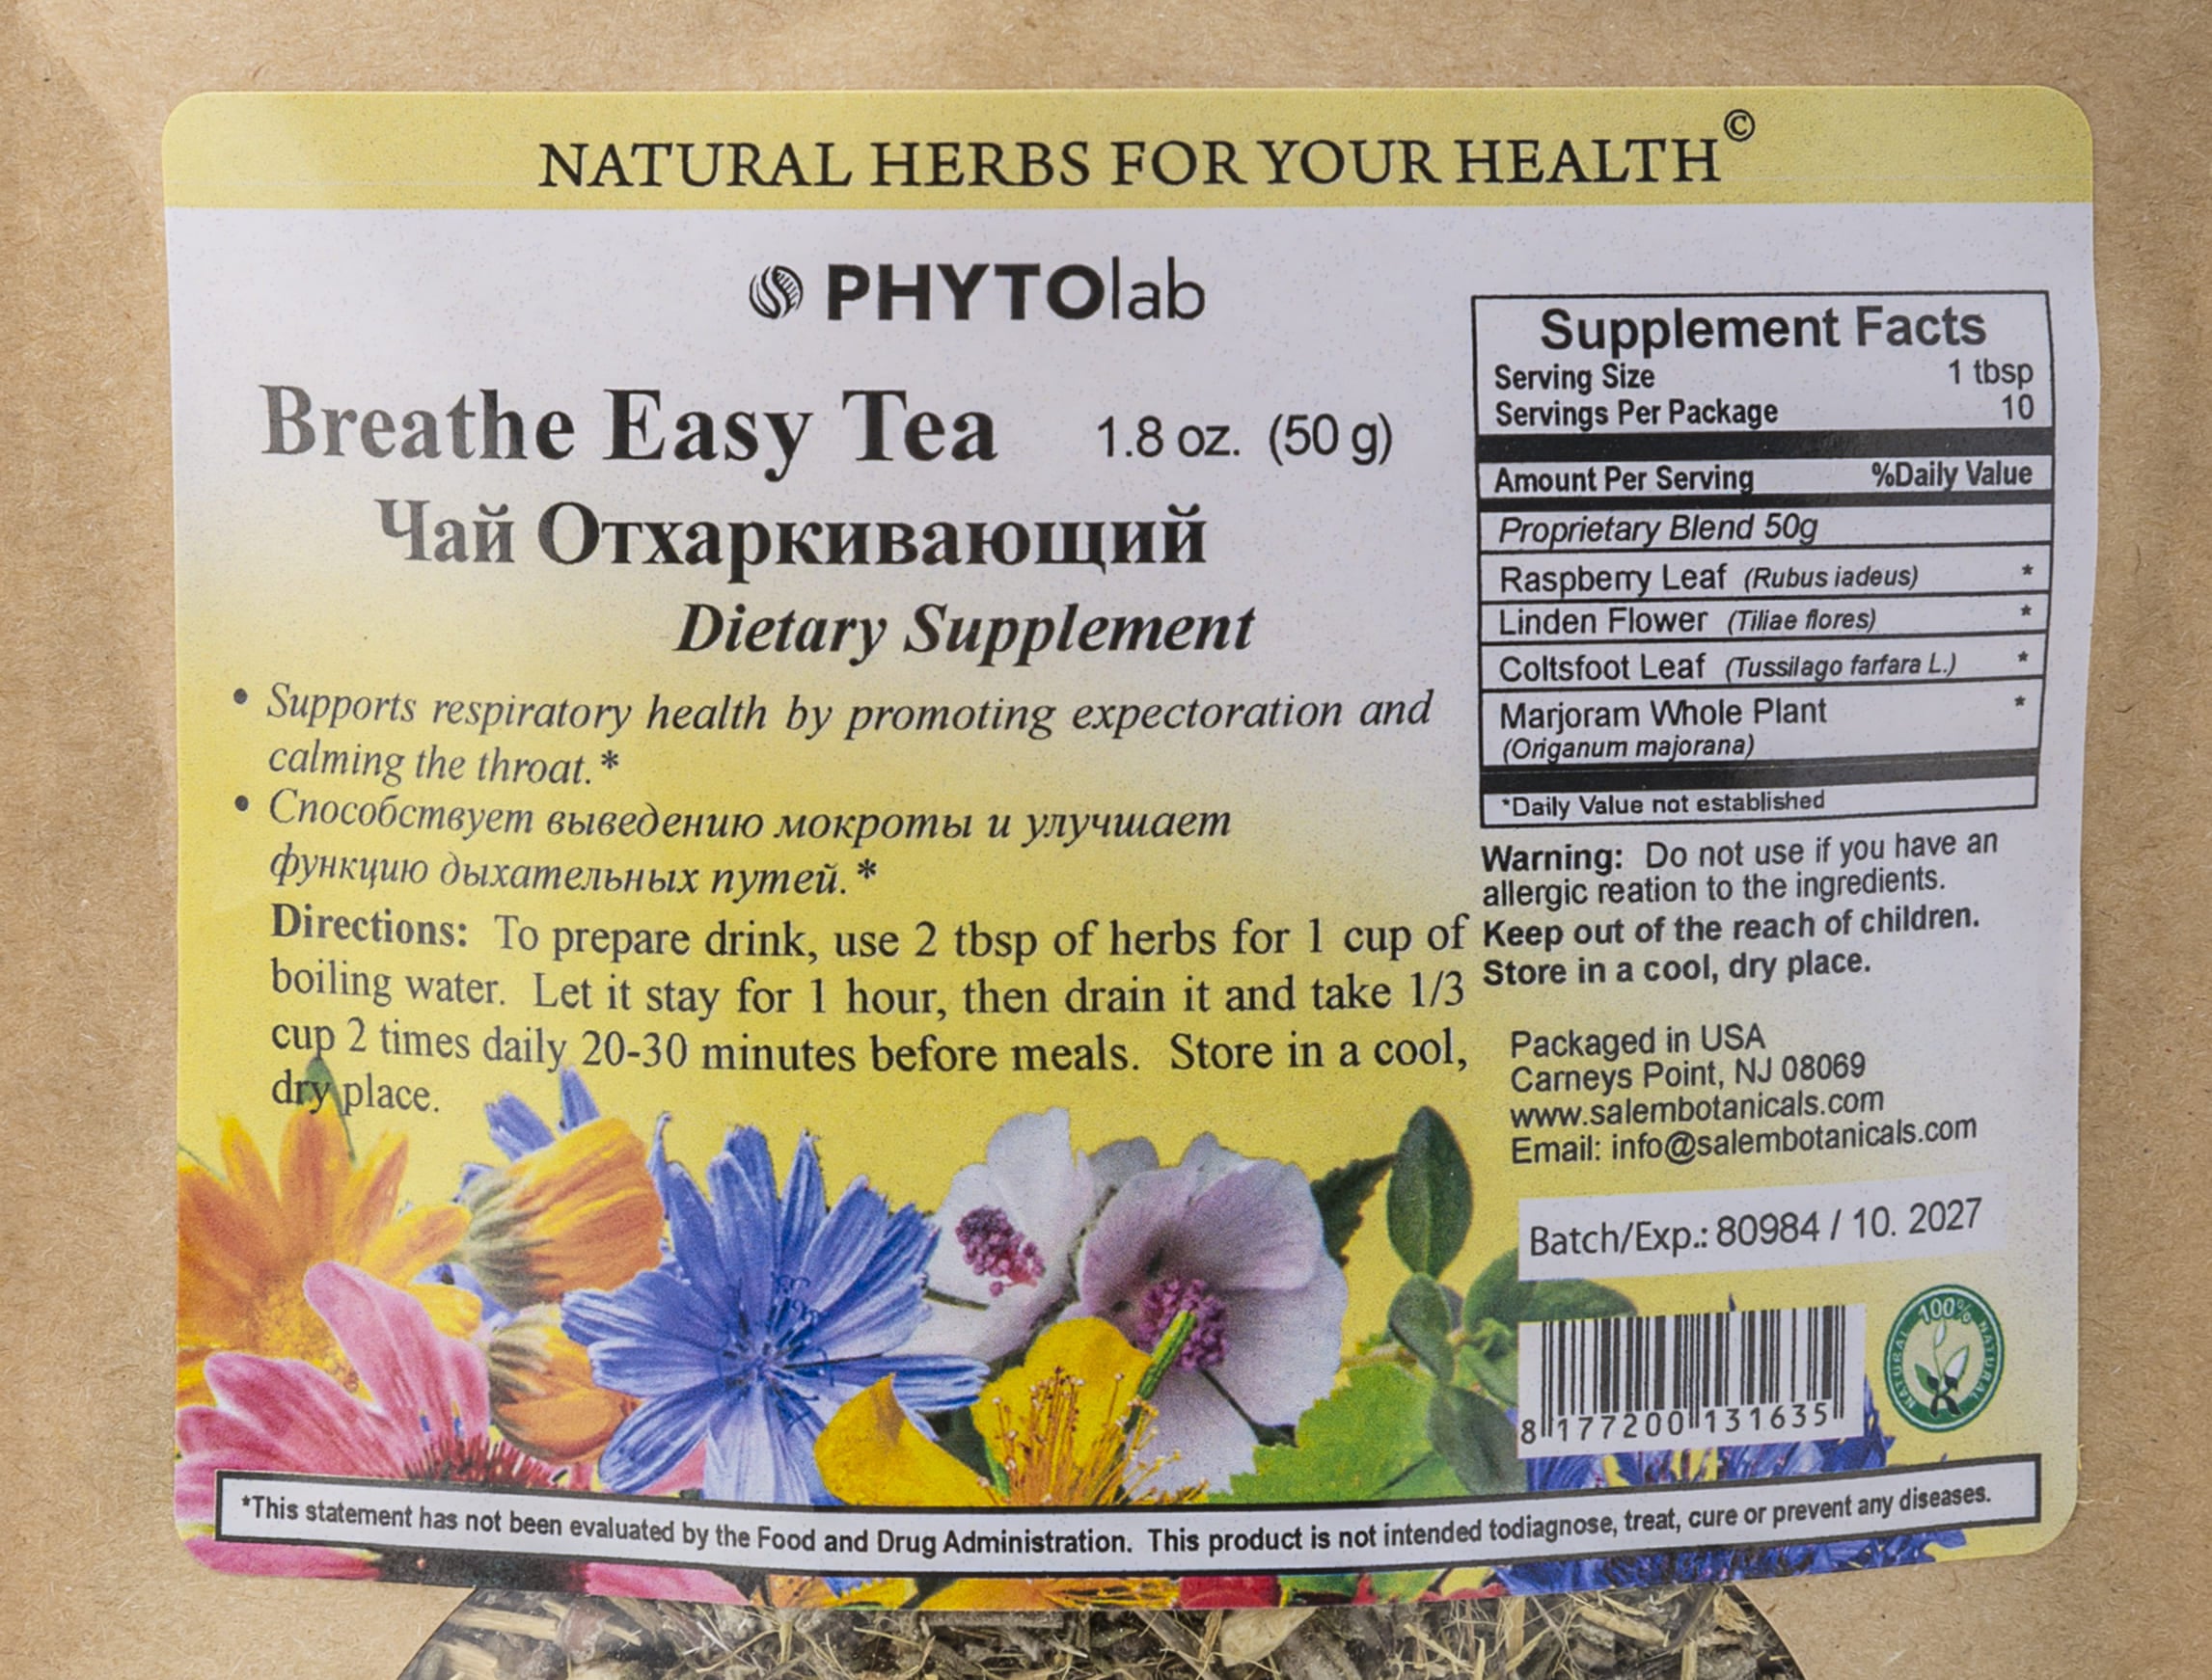 NATURAL HERBS FOR YOUR HEALTH©
PHYTOlab
Breathe Easy Tea 1.8 oz. (50 g)
Чай Отхаркивающий
Dietary Supplement
• Supports respiratory health by promoting expectoration and
calming the throat.*
• Способствует выведению мокроты и улучшает
функцию дыхательных путей.*
Directions: To prepare drink, use 2 tbsp of herbs for 1 cup of
boiling water. Let it stay for 1 hour, then drain it and take 1/3
cup 2 times daily 20-30 minutes before meals. Store in a cool,
dry place.
Supplement Facts
Serving Size 1 tbsp
Servings Per Package 10
Amount Per Serving %Daily Value
Proprietary Blend 50g
Raspberry Leaf (Rubus iadeus) *
Linden Flower (Tiliae flores) *
Coltsfoot Leaf (Tussilago farfara L.) *
Marjoram Whole Plant *
(Origanum majorana)
*Daily Value not established
Warning: Do not use if you have an
allergic reation to the ingredients.
Keep out of the reach of children.
Store in a cool, dry place.
Packaged in USA
Carneys Point, NJ 08069
www.salembotanicals.com
Email: info@salembotanicals.com
Batch/Exp.: 80984 / 10. 2027
8 177200 131635
100% NATURAL
NATURAL
*This statement has not been evaluated by the Food and Drug Administration. This product is not intended todiagnose, treat, cure or prevent any diseases.